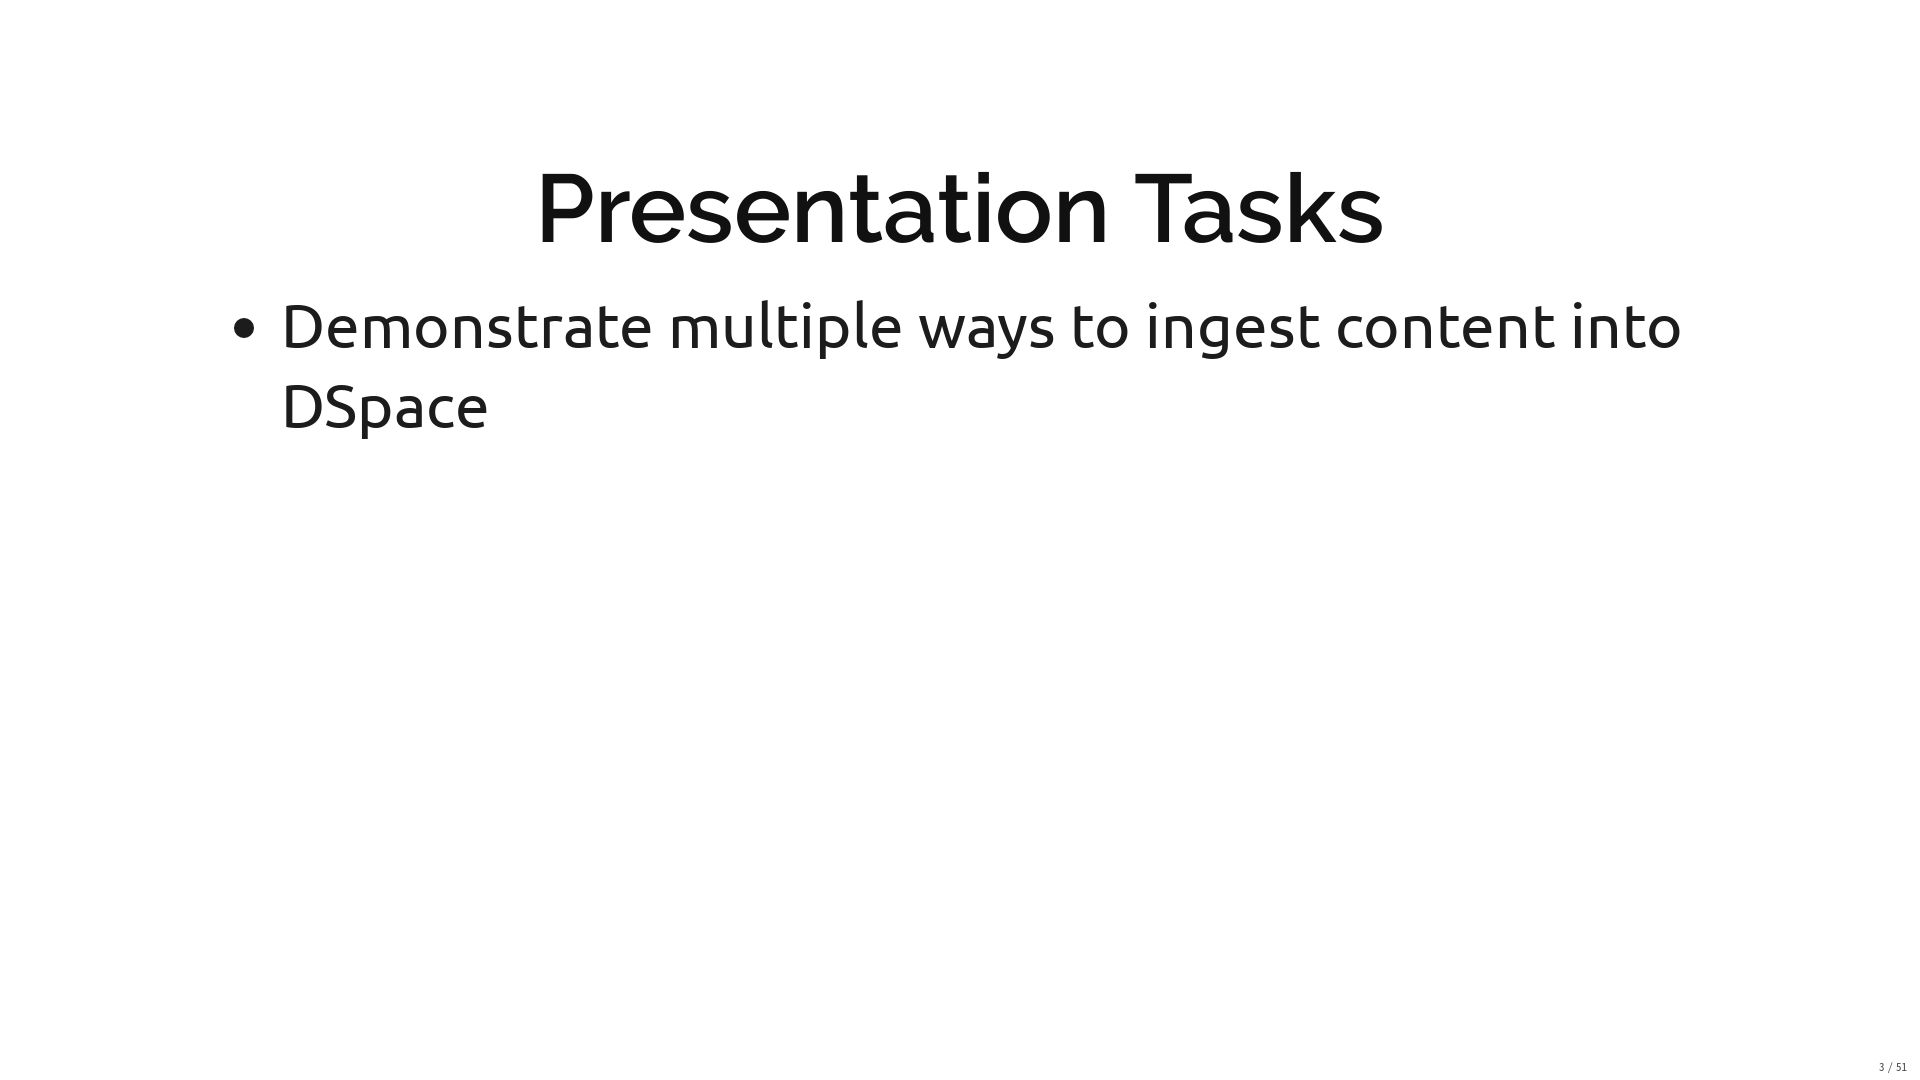 Presentation Tasks
• Demonstrate multiple ways to ingest content into
DSpace
3 / 51